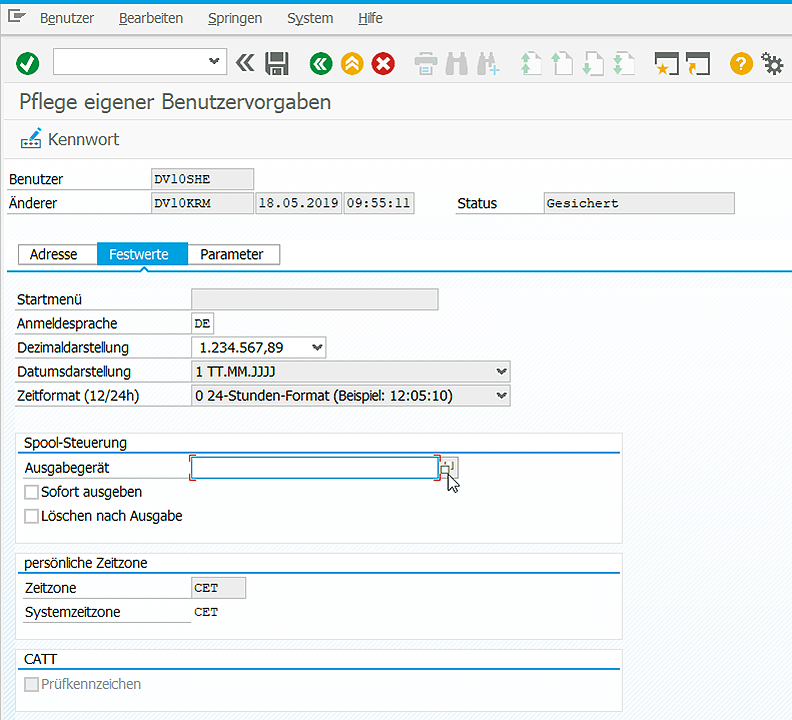 Benutzer Bearbeiten Springen System Hilfe
Pflege eigener Benutzervorgaben
Kennwort
Benutzer DV10SHE
Änderer DV10KRM 18.05.2019 09:55:11 Status Gesichert
Adresse Festwerte Parameter
Startmenü
Anmeldesprache DE
Dezimaldarstellung 1.234.567,89
Datumsdarstellung 1 TT.MM.JJJJ
Zeitformat (12/24h) 0 24-Stunden-Format (Beispiel: 12:05:10)
Spool-Steuerung
Ausgabegerät
Sofort ausgeben
Löschen nach Ausgabe
persönliche Zeitzone
Zeitzone CET
Systemzeitzone CET
CATT
Prüfkennzeichen